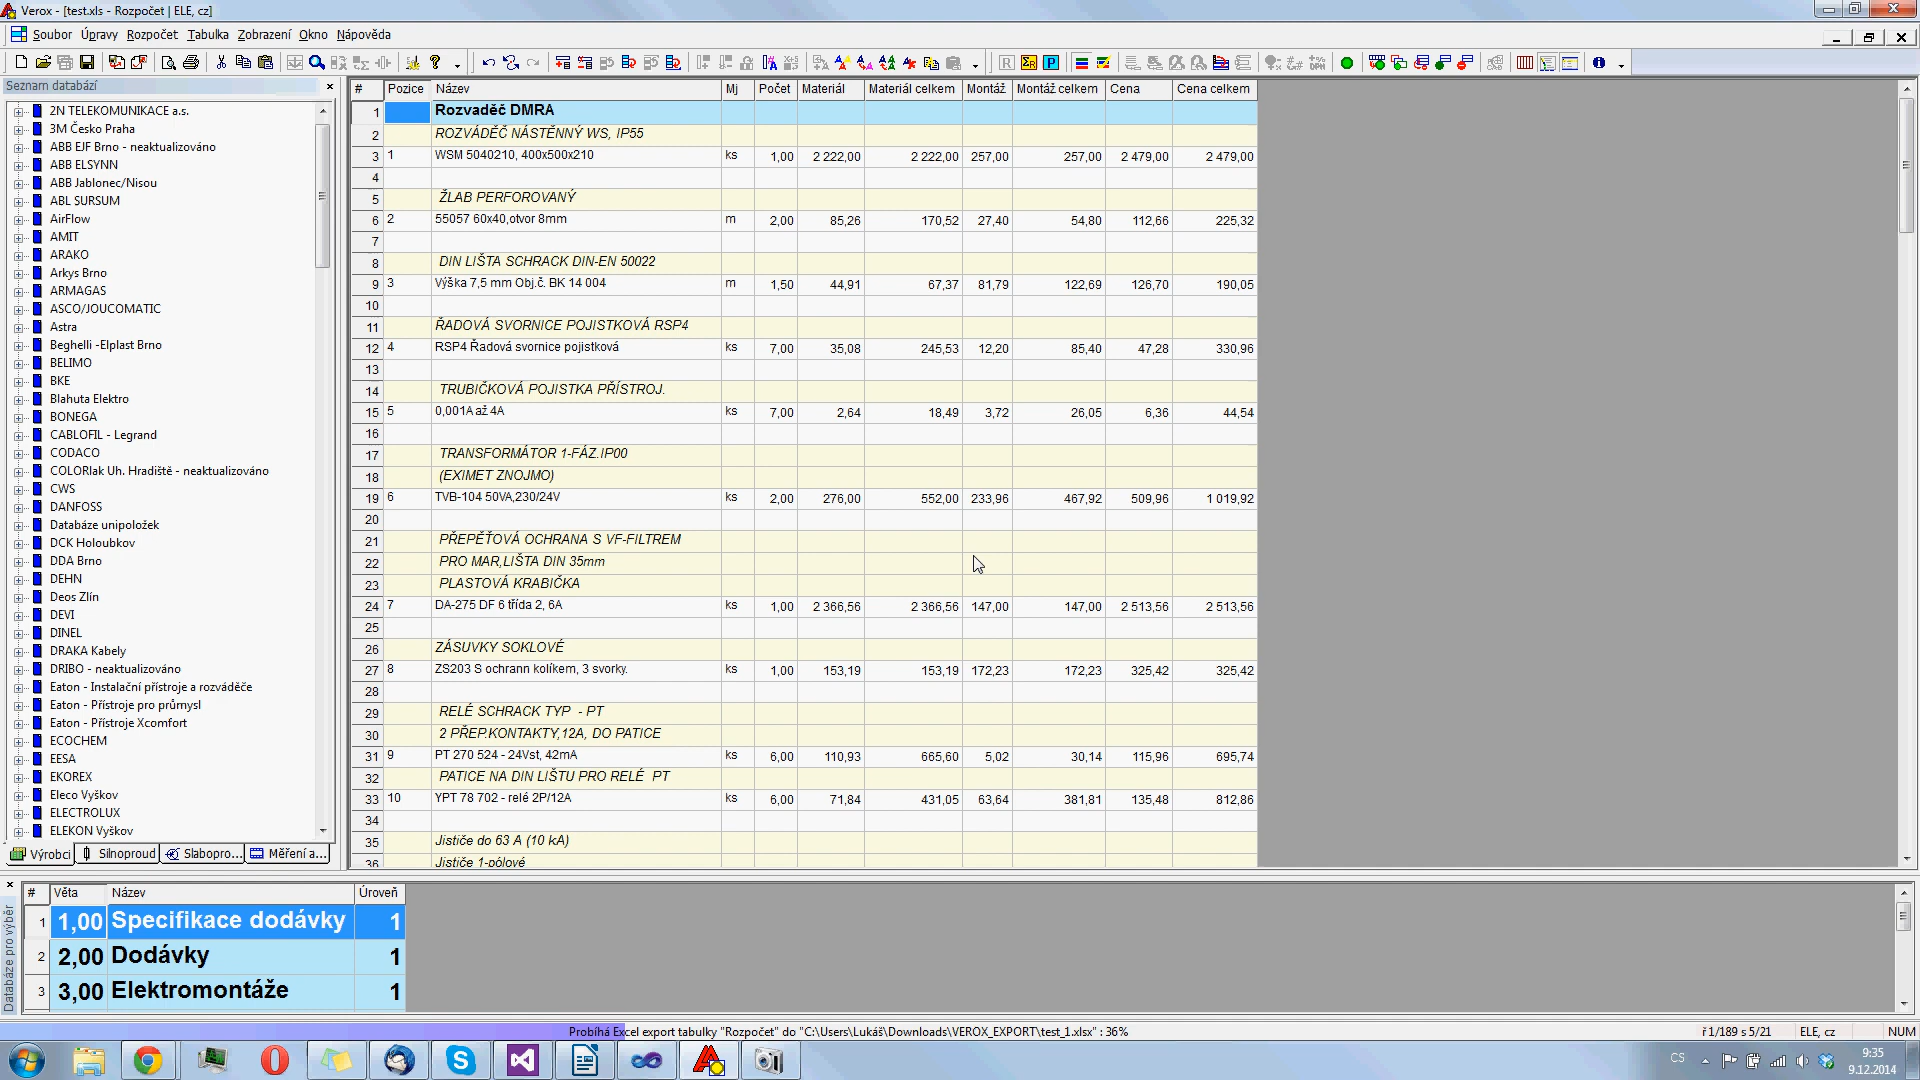 Verox - [test.xls - Rozpočet | ELE, cz]
Soubor Úpravy Rozpočet Tabulka Zobrazení Okno Nápověda
Seznam databází
2N TELEKOMUNIKACE a.s.
3M Česko Praha
ABB EJF Brno - neaktualizováno
ABB ELSYNN
ABB Jablonec/Nisou
ABL SURSUM
AirFlow
AMIT
ARAKO
Arkys Brno
ARMAGAS
ASCO/JOUCOMATIC
Astra
Beghelli -Elplast Brno
BELIMO
BKE
Blahuta Elektro
BONEGA
CABLOFIL - Legrand
CODACO
COLORlak Uh. Hradiště - neaktualizováno
CWS
DANFOSS
Databáze unipoložek
DCK Holoubkov
DDA Brno
DEHN
Deos Zlín
DEVI
DINEL
DRAKA Kabely
DRIBO - neaktualizováno
Eaton - Instalační přístroje a rozváděče
Eaton - Přístroje pro průmysl
Eaton - Přístroje Xcomfort
ECOCHEM
EESA
EKOREX
Eleco Vyškov
ELECTROLUX
ELEKON Vyškov
Výrobci Silnoproud Slabopro... Měření a...
# Pozice Název Mj Počet Materiál Materiál celkem Montáž Montáž celkem Cena Cena celkem
1 Rozvaděč DMRA
2 ROZVÁDĚČ NÁSTĚNNÝ WS, IP55
3 1 WSM 5040210, 400x500x210 ks 1,00 2 222,00 2 222,00 257,00 257,00 2 479,00 2 479,00
4
5 ŽLAB PERFOROVANÝ
6 2 55057 60x40,otvor 8mm m 2,00 85,26 170,52 27,40 54,80 112,66 225,32
7
8 DIN LIŠTA SCHRACK DIN-EN 50022
9 3 Výška 7,5 mm Obj.č. BK 14 004 m 1,50 44,91 67,37 81,79 122,69 126,70 190,05
10
11 ŘADOVÁ SVORNICE POJISTKOVÁ RSP4
12 4 RSP4 Řadová svornice pojistková ks 7,00 35,08 245,53 12,20 85,40 47,28 330,96
13
14 TRUBIČKOVÁ POJISTKA PŘÍSTROJ.
15 5 0,001A až 4A ks 7,00 2,64 18,49 3,72 26,05 6,36 44,54
16
17 TRANSFORMÁTOR 1-FÁZ.IP00
18 (EXIMET ZNOJMO)
19 6 TVB-104 50VA,230/24V ks 2,00 276,00 552,00 233,96 467,92 509,96 1 019,92
20
21 PŘEPĚŤOVÁ OCHRANA S VF-FILTREM
22 PRO MAR,LIŠTA DIN 35mm
23 PLASTOVÁ KRABIČKA
24 7 DA-275 DF 6 třída 2, 6A ks 1,00 2 366,56 2 366,56 147,00 147,00 2 513,56 2 513,56
25
26 ZÁSUVKY SOKLOVÉ
27 8 ZS203 S ochrann kolíkem, 3 svorky. ks 1,00 153,19 153,19 172,23 172,23 325,42 325,42
28
29 RELÉ SCHRACK TYP - PT
30 2 PŘEP.KONTAKTY,12A, DO PATICE
31 9 PT 270 524 - 24Vst, 42mA ks 6,00 110,93 665,60 5,02 30,14 115,96 695,74
32 PATICE NA DIN LIŠTU PRO RELÉ PT
33 10 YPT 78 702 - relé 2P/12A ks 6,00 71,84 431,05 63,64 381,81 135,48 812,86
34
35 Jističe do 63 A (10 kA)
36 Jističe 1-pólové
Databáze pro výběr
# Věta Název Úroveň
1 1,00 Specifikace dodávky 1
2 2,00 Dodávky 1
3 3,00 Elektromontáže 1
Probíhá Excel export tabulky "Rozpočet" do "C:\Users\Lukáš\Downloads\VEROX_EXPORT\test_1.xlsx" : 36% ř 1/189 s 5/21 ELE, cz NUM
CS 9:35
9.12.2014